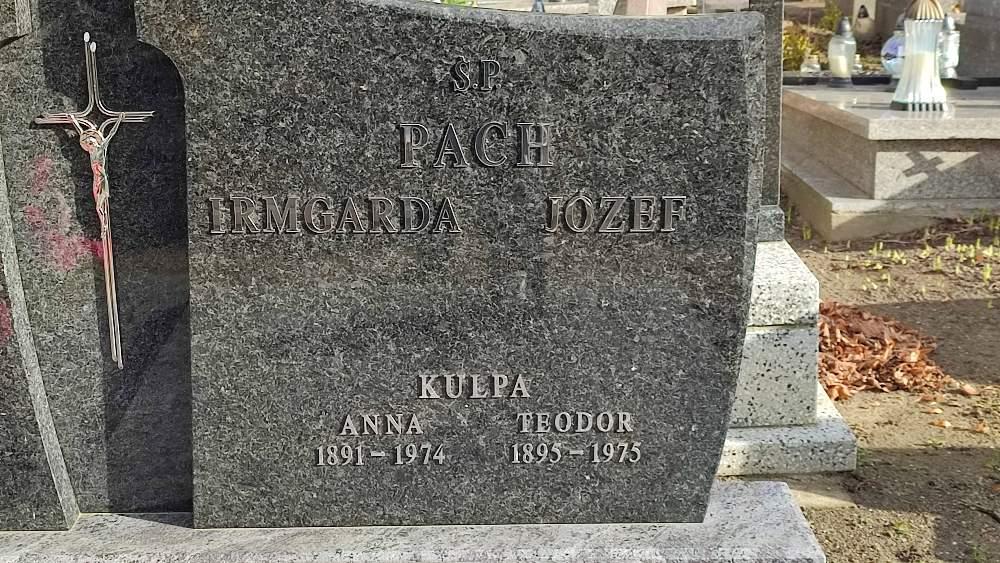 Ś.P.
PACH
IRMGARDA JÓZEF
KULPA
ANNA TEODOR
1891 – 1974 1895 – 1975